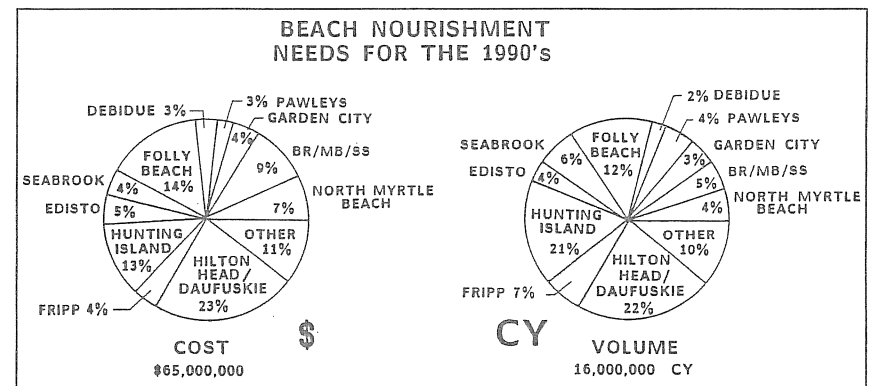 BEACH NOURISHMENT
NEEDS FOR THE 1990's
DEBIDUE 3%
3% PAWLEYS
GARDEN CITY
4%
BR/MB/SS
9%
NORTH MYRTLE
BEACH
7%
OTHER
11%
HILTON
HEAD/
DAUFUSKIE
23%
FRIPP 4%
HUNTING
ISLAND
13%
EDISTO
5%
SEABROOK
4%
FOLLY
BEACH
14%
$
COST
$65,000,000
2% DEBIDUE
4% PAWLEYS
GARDEN CITY
3%
BR/MB/SS
5%
NORTH MYRTLE
BEACH
4%
OTHER
10%
HILTON
HEAD/
DAUFUSKIE
22%
FRIPP 7%
HUNTING
ISLAND
21%
EDISTO
4%
SEABROOK
6%
FOLLY
BEACH
12%
CY
VOLUME
16,000,000 CY